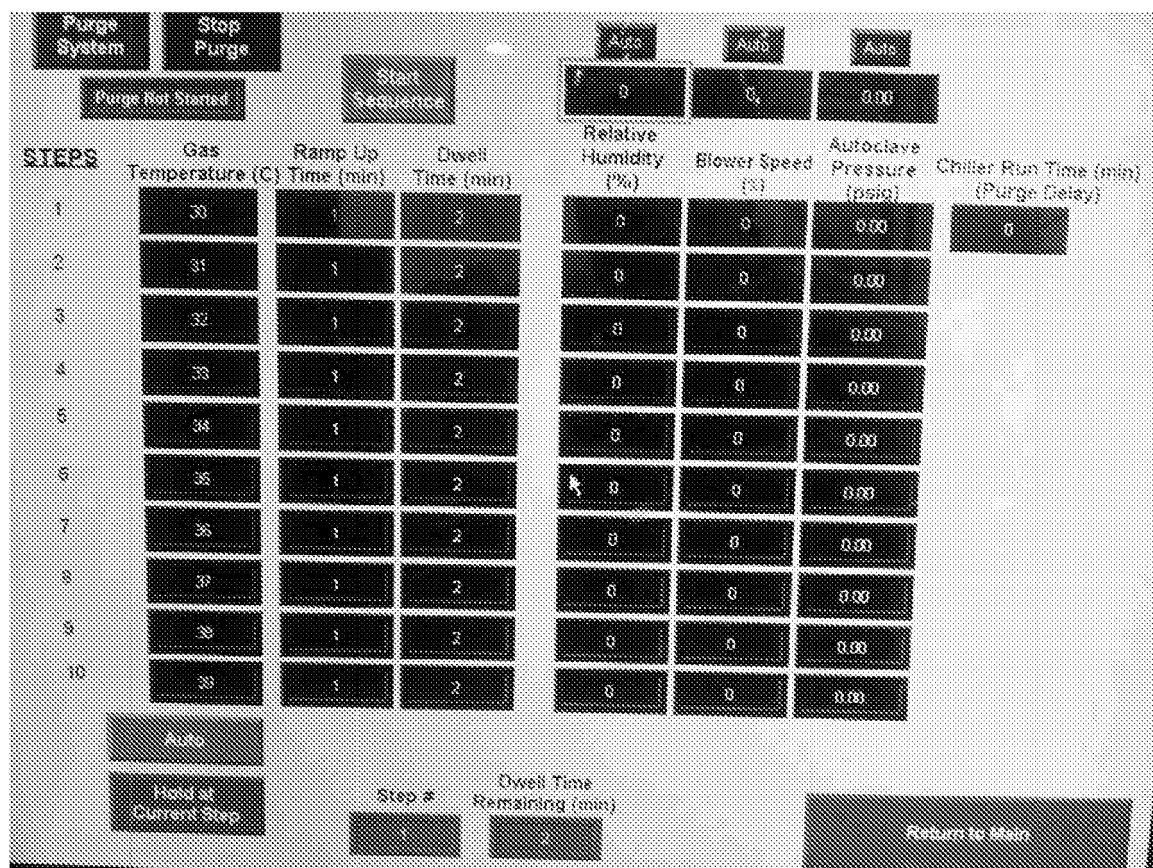 Purge System
Stop Purge
Purge Not Started
Start Sequence
Auto
Auto
Auto
0
0
0.00
STEPS
Gas Temperature (C)
Ramp Up Time (min)
Dwell Time (min)
Relative Humidity (%)
Blower Speed (%)
Autoclave Pressure (psig)
Chiller Run Time (min) (Purge Delay)
1 30 1 2 0 0 0.00 0
2 31 1 2 0 0 0.00
3 32 1 2 0 0 0.00
4 33 1 2 0 0 0.00
5 34 1 2 0 0 0.00
6 35 1 2 0 0 0.00
7 36 1 2 0 0 0.00
8 37 1 2 0 0 0.00
9 38 1 2 0 0 0.00
10 39 1 2 0 0 0.00
Auto
Hold at Current Step
Step #
Dwell Time Remaining (min)
1
Return to Main